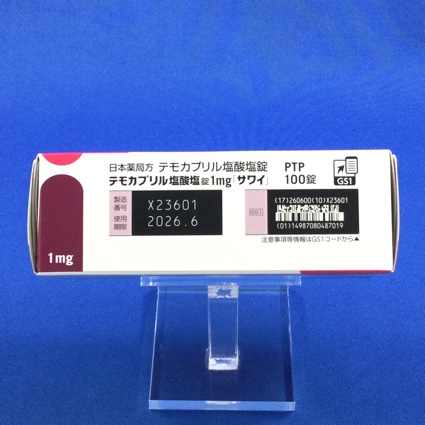 日本薬局方 テモカプリル塩酸塩錠 PTP
テモカプリル塩酸塩錠1mg「サワイ」 100錠
GS1
製造番号 X23601
使用期限 2026.6
GS1
(17)260600(10)X23601
(01)14987080487019
注意事項等情報はGS1コードから▲
1mg